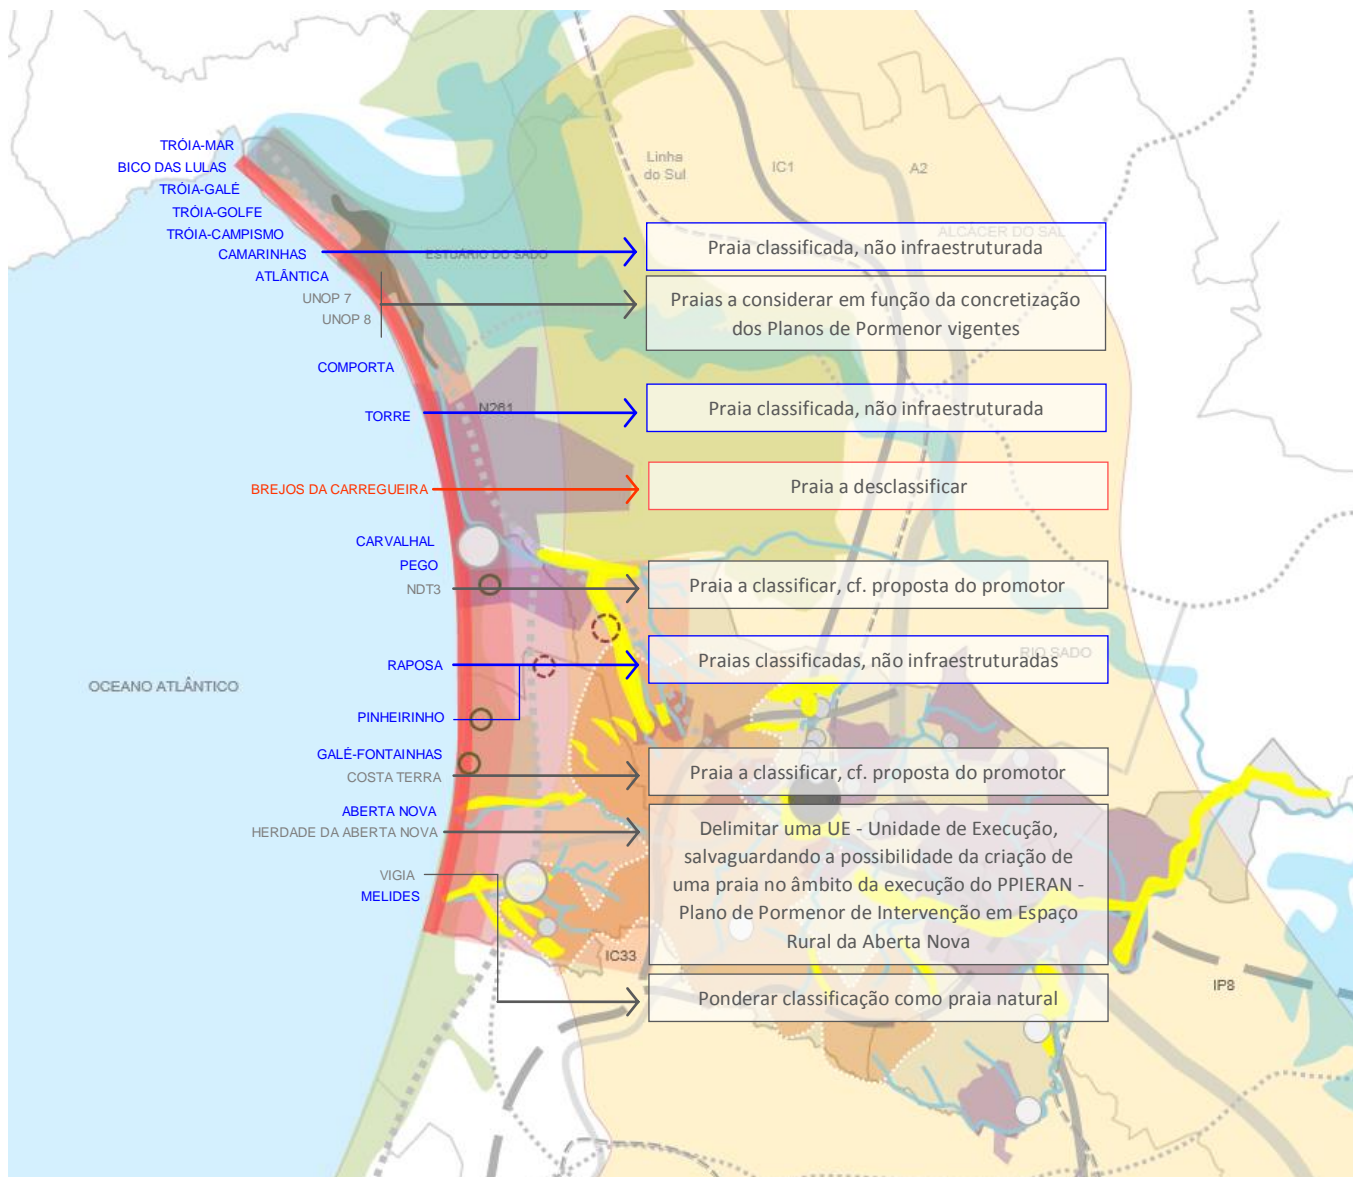 Linha
do Sul
IC1
A2
TRÓIA-MAR
BICO DAS LULAS
TRÓIA-GALÉ
TRÓIA-GOLFE
TRÓIA-CAMPISMO
CAMARINHAS
ATLÂNTICA
UNOP 7
UNOP 8
ESTUÁRIO DO SADO
ALCÁCER DO SAL
Praia classificada, não infraestruturada
Praias a considerar em função da concretização
dos Planos de Pormenor vigentes
COMPORTA
TORRE
N261
Praia classificada, não infraestruturada
BREJOS DA CARREGUEIRA
Praia a desclassificar
CARVALHAL
PEGO
NDT3
Praia a classificar, cf. proposta do promotor
RAPOSA
Praias classificadas, não infraestruturadas
RIO SADO
OCEANO ATLÂNTICO
PINHEIRINHO
GALÉ-FONTAINHAS
COSTA TERRA
Praia a classificar, cf. proposta do promotor
ABERTA NOVA
HERDADE DA ABERTA NOVA
Delimitar uma UE - Unidade de Execução,
salvaguardando a possibilidade da criação de
uma praia no âmbito da execução do PPIERAN -
Plano de Pormenor de Intervenção em Espaço
Rural da Aberta Nova
VIGIA
MELIDES
IC33
IP8
Ponderar classificação como praia natural